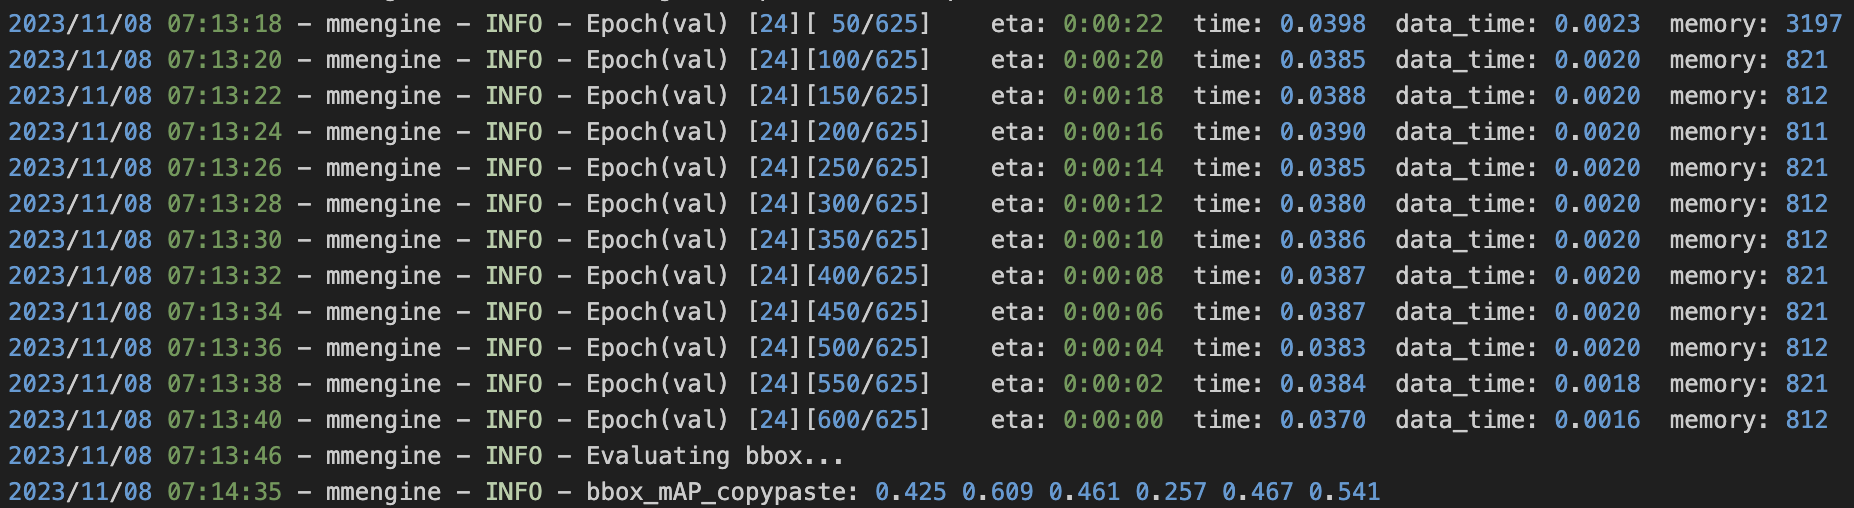 2023/11/08 07:13:18 - mmengine - INFO - Epoch(val) [24][ 50/625]    eta: 0:00:22  time: 0.0398  data_time: 0.0023  memory: 3197
2023/11/08 07:13:20 - mmengine - INFO - Epoch(val) [24][100/625]    eta: 0:00:20  time: 0.0385  data_time: 0.0020  memory: 821
2023/11/08 07:13:22 - mmengine - INFO - Epoch(val) [24][150/625]    eta: 0:00:18  time: 0.0388  data_time: 0.0020  memory: 812
2023/11/08 07:13:24 - mmengine - INFO - Epoch(val) [24][200/625]    eta: 0:00:16  time: 0.0390  data_time: 0.0020  memory: 811
2023/11/08 07:13:26 - mmengine - INFO - Epoch(val) [24][250/625]    eta: 0:00:14  time: 0.0385  data_time: 0.0020  memory: 821
2023/11/08 07:13:28 - mmengine - INFO - Epoch(val) [24][300/625]    eta: 0:00:12  time: 0.0380  data_time: 0.0020  memory: 812
2023/11/08 07:13:30 - mmengine - INFO - Epoch(val) [24][350/625]    eta: 0:00:10  time: 0.0386  data_time: 0.0020  memory: 812
2023/11/08 07:13:32 - mmengine - INFO - Epoch(val) [24][400/625]    eta: 0:00:08  time: 0.0387  data_time: 0.0020  memory: 821
2023/11/08 07:13:34 - mmengine - INFO - Epoch(val) [24][450/625]    eta: 0:00:06  time: 0.0387  data_time: 0.0020  memory: 821
2023/11/08 07:13:36 - mmengine - INFO - Epoch(val) [24][500/625]    eta: 0:00:04  time: 0.0383  data_time: 0.0020  memory: 812
2023/11/08 07:13:38 - mmengine - INFO - Epoch(val) [24][550/625]    eta: 0:00:02  time: 0.0384  data_time: 0.0018  memory: 821
2023/11/08 07:13:40 - mmengine - INFO - Epoch(val) [24][600/625]    eta: 0:00:00  time: 0.0370  data_time: 0.0016  memory: 812
2023/11/08 07:13:46 - mmengine - INFO - Evaluating bbox...
2023/11/08 07:14:35 - mmengine - INFO - bbox_mAP_copypaste: 0.425 0.609 0.461 0.257 0.467 0.541